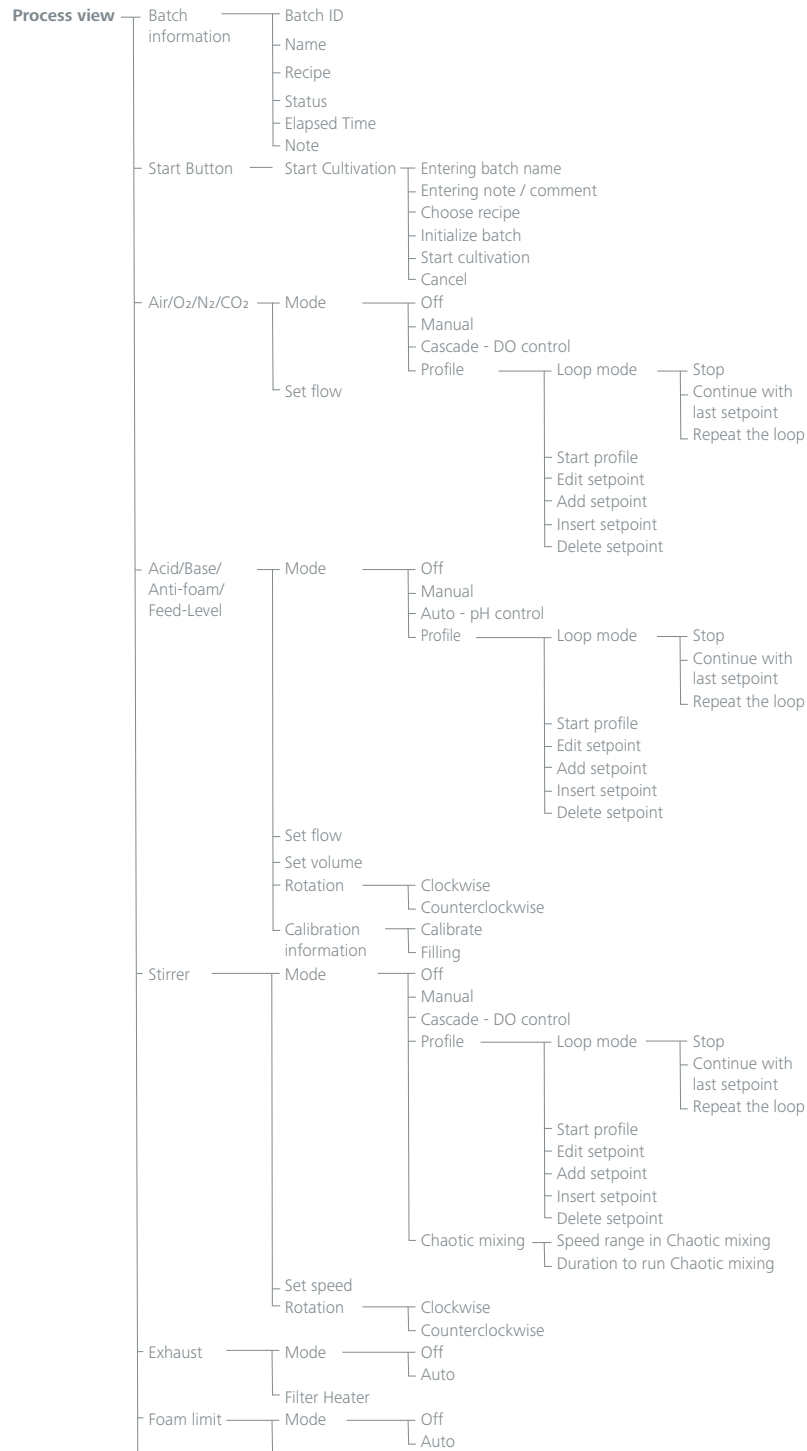 Process view
Batch
information
Batch ID
Name
Recipe
Status
Elapsed Time
Note
Start Button
Start Cultivation
Entering batch name
Entering note / comment
Choose recipe
Initialize batch
Start cultivation
Cancel
Air/O₂/N₂/CO₂
Mode
Off
Manual
Cascade - DO control
Profile
Loop mode
Stop
Continue with
last setpoint
Repeat the loop
Start profile
Edit setpoint
Add setpoint
Insert setpoint
Delete setpoint
Set flow
Acid/Base/
Anti-foam/
Feed-Level
Mode
Off
Manual
Auto - pH control
Profile
Loop mode
Stop
Continue with
last setpoint
Repeat the loop
Start profile
Edit setpoint
Add setpoint
Insert setpoint
Delete setpoint
Set flow
Set volume
Rotation
Clockwise
Counterclockwise
Calibration
information
Calibrate
Filling
Stirrer
Mode
Off
Manual
Cascade - DO control
Profile
Loop mode
Stop
Continue with
last setpoint
Repeat the loop
Start profile
Edit setpoint
Add setpoint
Insert setpoint
Delete setpoint
Chaotic mixing
Speed range in Chaotic mixing
Duration to run Chaotic mixing
Set speed
Rotation
Clockwise
Counterclockwise
Exhaust
Mode
Off
Auto
Filter Heater
Foam limit
Mode
Off
Auto